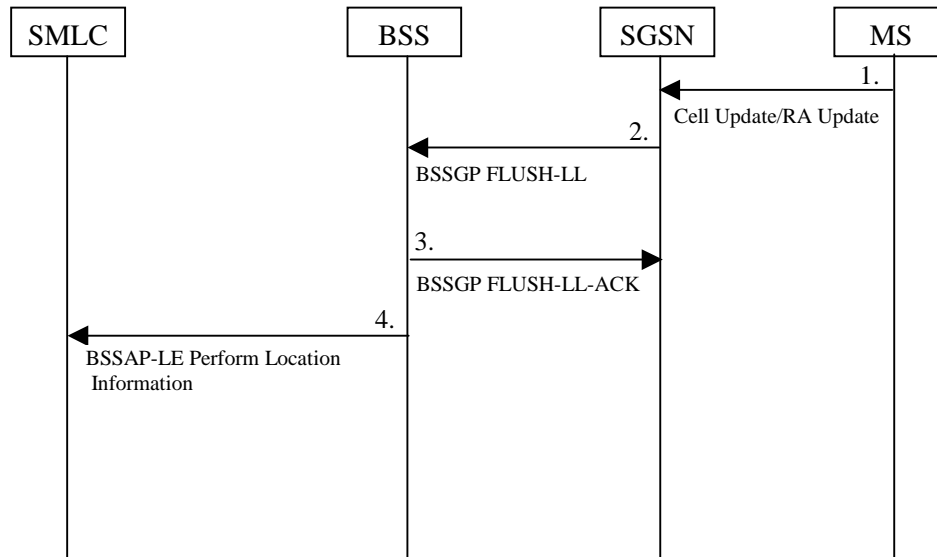 SMLC
BSS
SGSN
MS
1.
Cell Update/RA Update
2.
BSSGP FLUSH-LL
3.
BSSGP FLUSH-LL-ACK
4.
BSSAP-LE Perform Location
Information